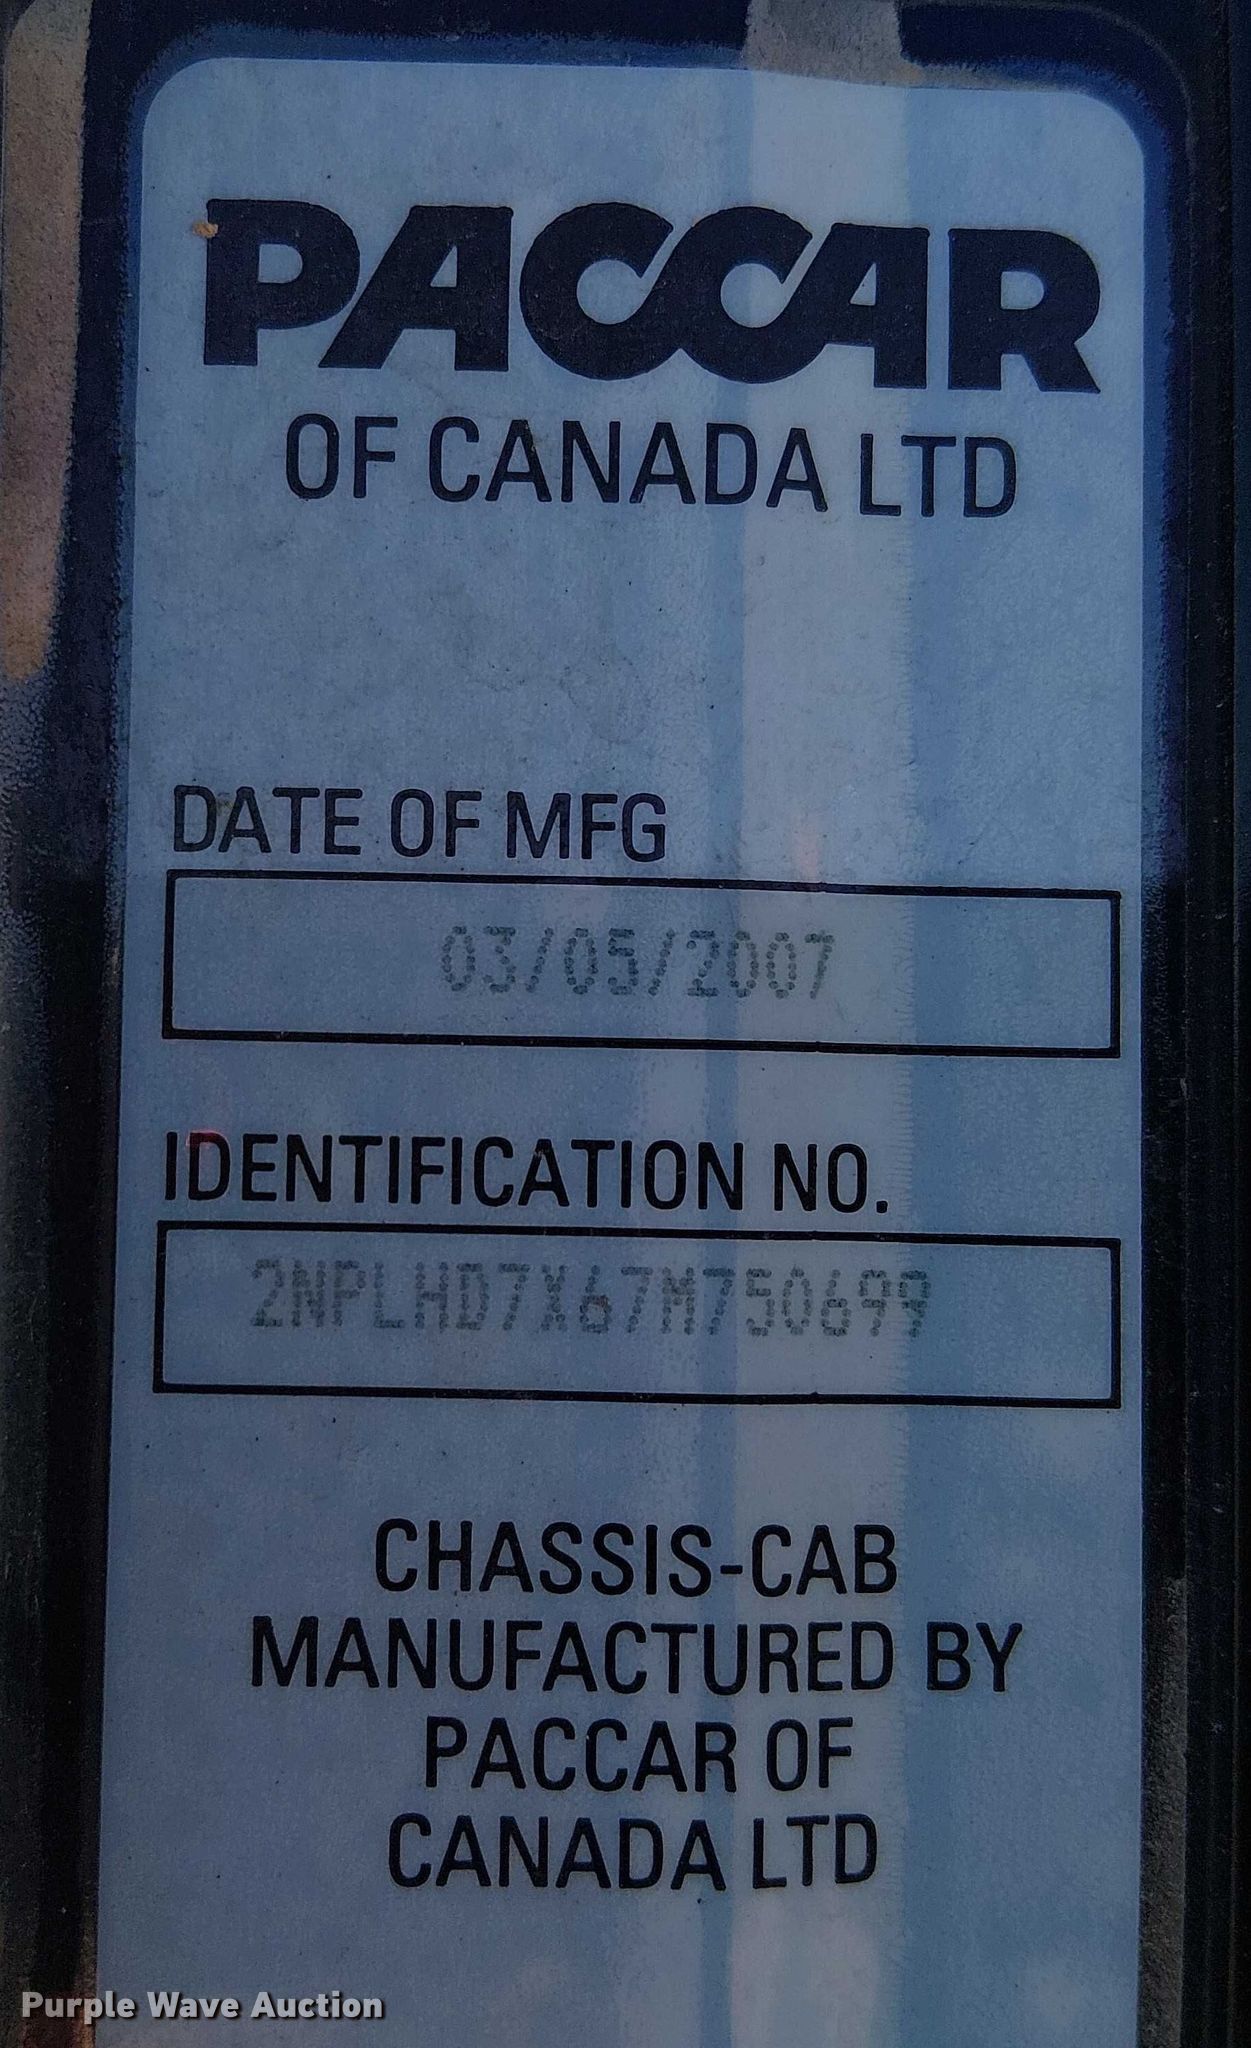 PACCAR
OF CANADA LTD
DATE OF MFG
03/05/2007
IDENTIFICATION NO.
2NPLHD7X67M750699
CHASSIS-CAB
MANUFACTURED BY
PACCAR OF
CANADA LTD
Purple Wave Auction